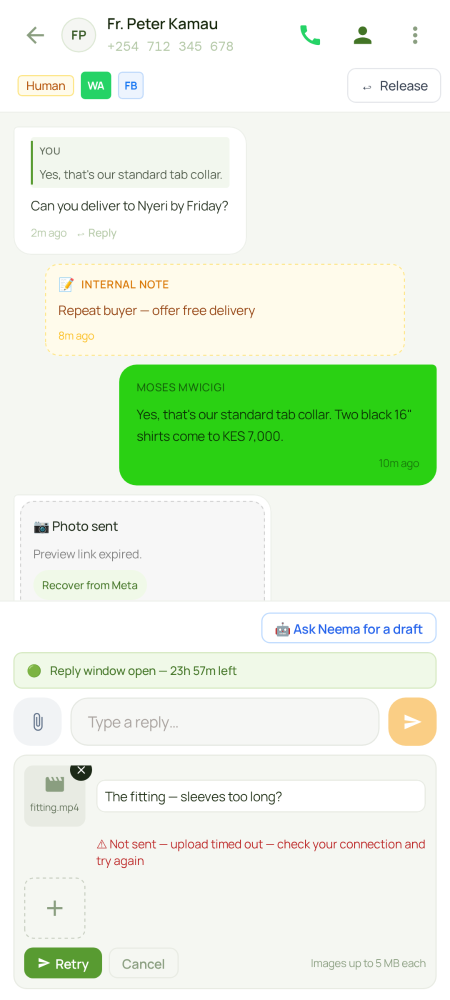 FP
Fr. Peter Kamau
+254 712 345 678
Human
WA
FB
Release
YOU
Yes, that's our standard tab collar.
Can you deliver to Nyeri by Friday?
2m ago Reply
INTERNAL NOTE
Repeat buyer — offer free delivery
8m ago
MOSES MWICIGI
Yes, that's our standard tab collar. Two black 16"
shirts come to KES 7,000.
10m ago
Photo sent
Preview link expired.
Recover from Meta
Ask Neema for a draft
Reply window open — 23h 57m left
Type a reply...
fitting.mp4
The fitting — sleeves too long?
⚠ Not sent — upload timed out — check your connection and
try again
Retry
Cancel
Images up to 5 MB each